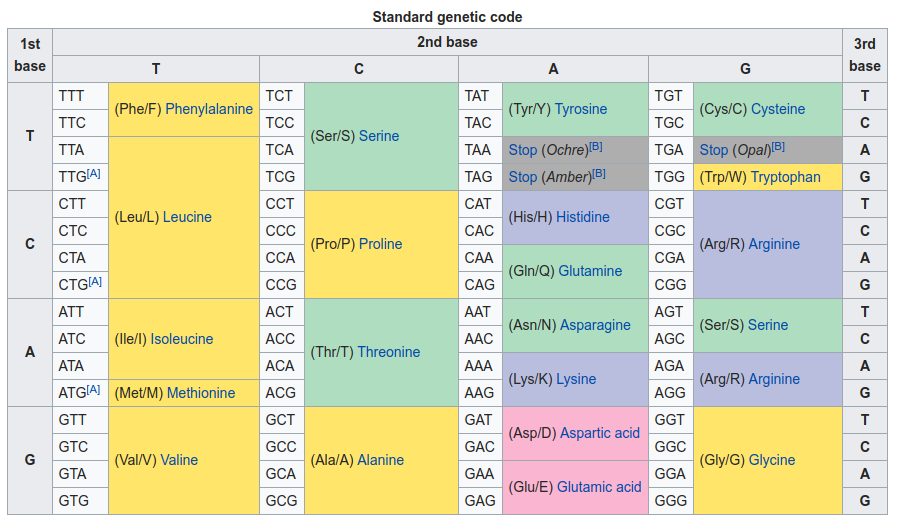 Standard genetic code
1st base 2nd base 3rd base
T C A G
T TTT (Phe/F) Phenylalanine TCT (Ser/S) Serine TAT (Tyr/Y) Tyrosine TGT (Cys/C) Cysteine T
TTC TCC TAC TGC C
TTA (Leu/L) Leucine TCA TAA Stop (Ochre)[B] TGA Stop (Opal)[B] A
TTG[A] TCG TAG Stop (Amber)[B] TGG (Trp/W) Tryptophan G
C CTT CCT (Pro/P) Proline CAT (His/H) Histidine CGT (Arg/R) Arginine T
CTC CCC CAC CGC C
CTA CCA CAA (Gln/Q) Glutamine CGA A
CTG[A] CCG CAG CGG G
A ATT (Ile/I) Isoleucine ACT (Thr/T) Threonine AAT (Asn/N) Asparagine AGT (Ser/S) Serine T
ATC ACC AAC AGC C
ATA ACA AAA (Lys/K) Lysine AGA (Arg/R) Arginine A
ATG[A] (Met/M) Methionine ACG AAG AGG G
G GTT (Val/V) Valine GCT (Ala/A) Alanine GAT (Asp/D) Aspartic acid GGT (Gly/G) Glycine T
GTC GCC GAC GGC C
GTA GCA GAA (Glu/E) Glutamic acid GGA A
GTG GCG GAG GGG G